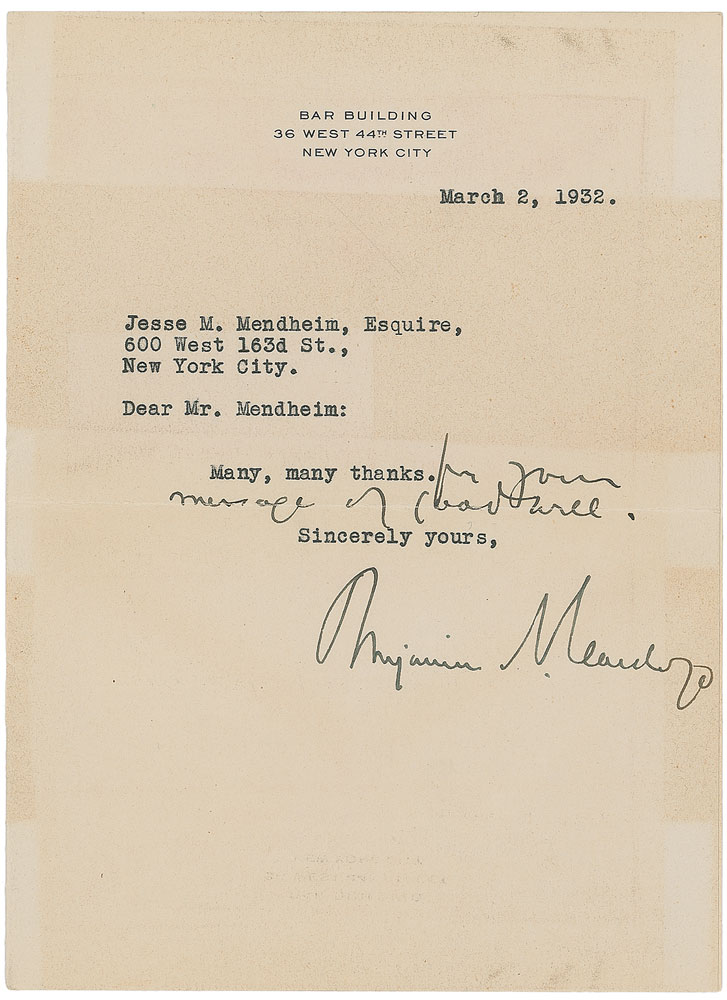 BAR BUILDING
36 WEST 44TH STREET
NEW YORK CITY
March 2, 1932.
Jesse M. Mendheim, Esquire,
600 West 163d St.,
New York City.
Dear Mr. Mendheim:
Many, many thanks. for your
message of good will.
Sincerely yours,
Benjamin N. Cardozo